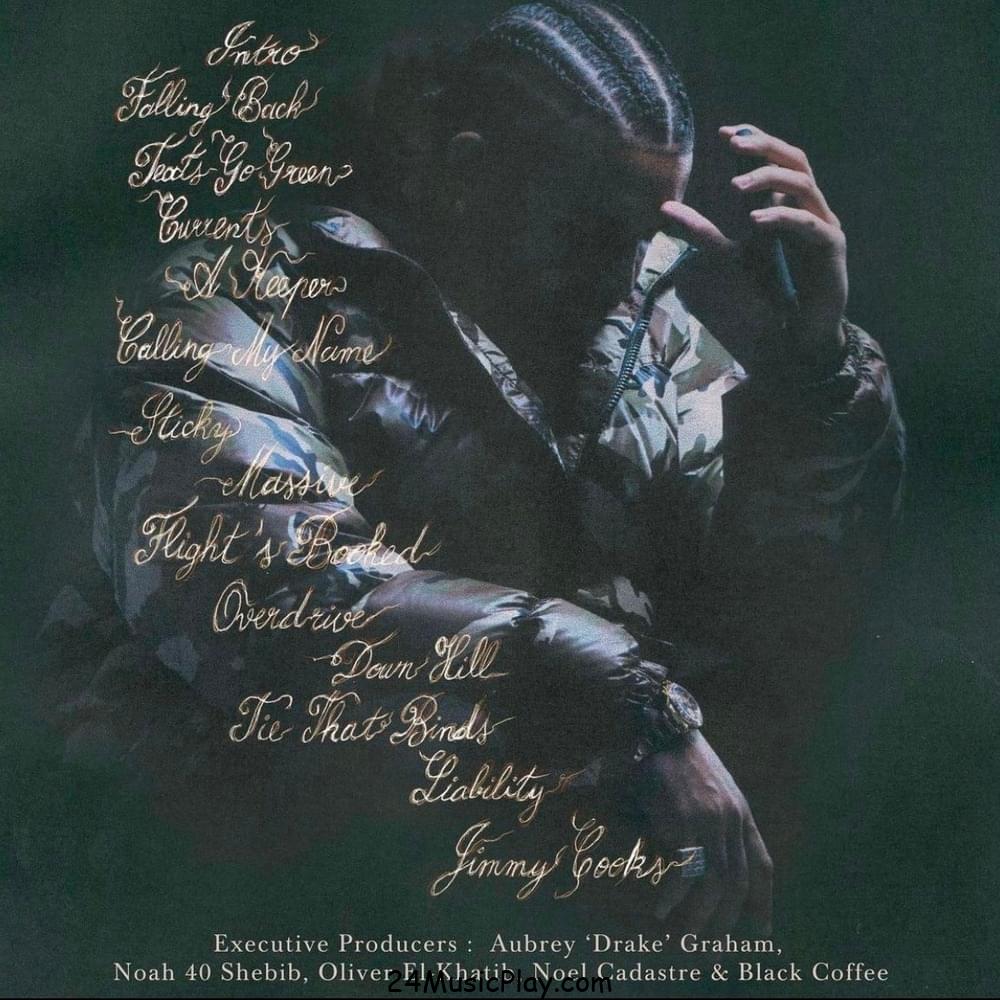 Intro
Falling Back
Texts Go Green
Currents
A Keeper
Calling My Name
Sticky
Massive
Flight's Booked
Overdrive
Down Hill
Tie That Binds
Liability
Jimmy Cooks
Executive Producers : Aubrey ‘Drake’ Graham,
Noah 40 Shebib, Oliver El Khatib, Noel Cadastre & Black Coffee
24MusicPlay.com